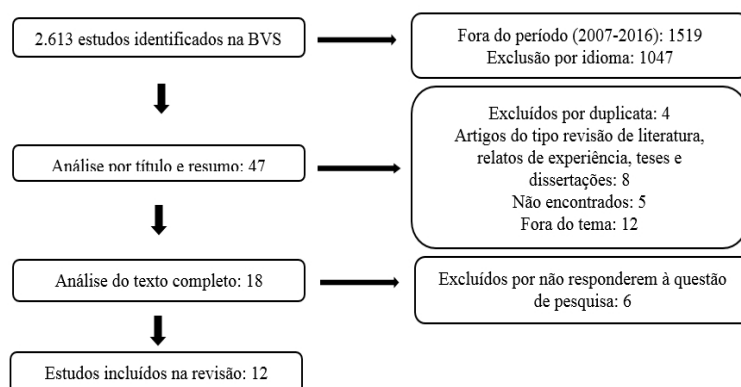 2.613 estudos identificados na BVS
Fora do período (2007-2016): 1519
Exclusão por idioma: 1047
Análise por título e resumo: 47
Excluídos por duplicata: 4
Artigos do tipo revisão de literatura,
relatos de experiência, teses e
dissertações: 8
Não encontrados: 5
Fora do tema: 12
Análise do texto completo: 18
Excluídos por não responderem à questão
de pesquisa: 6
Estudos incluídos na revisão: 12